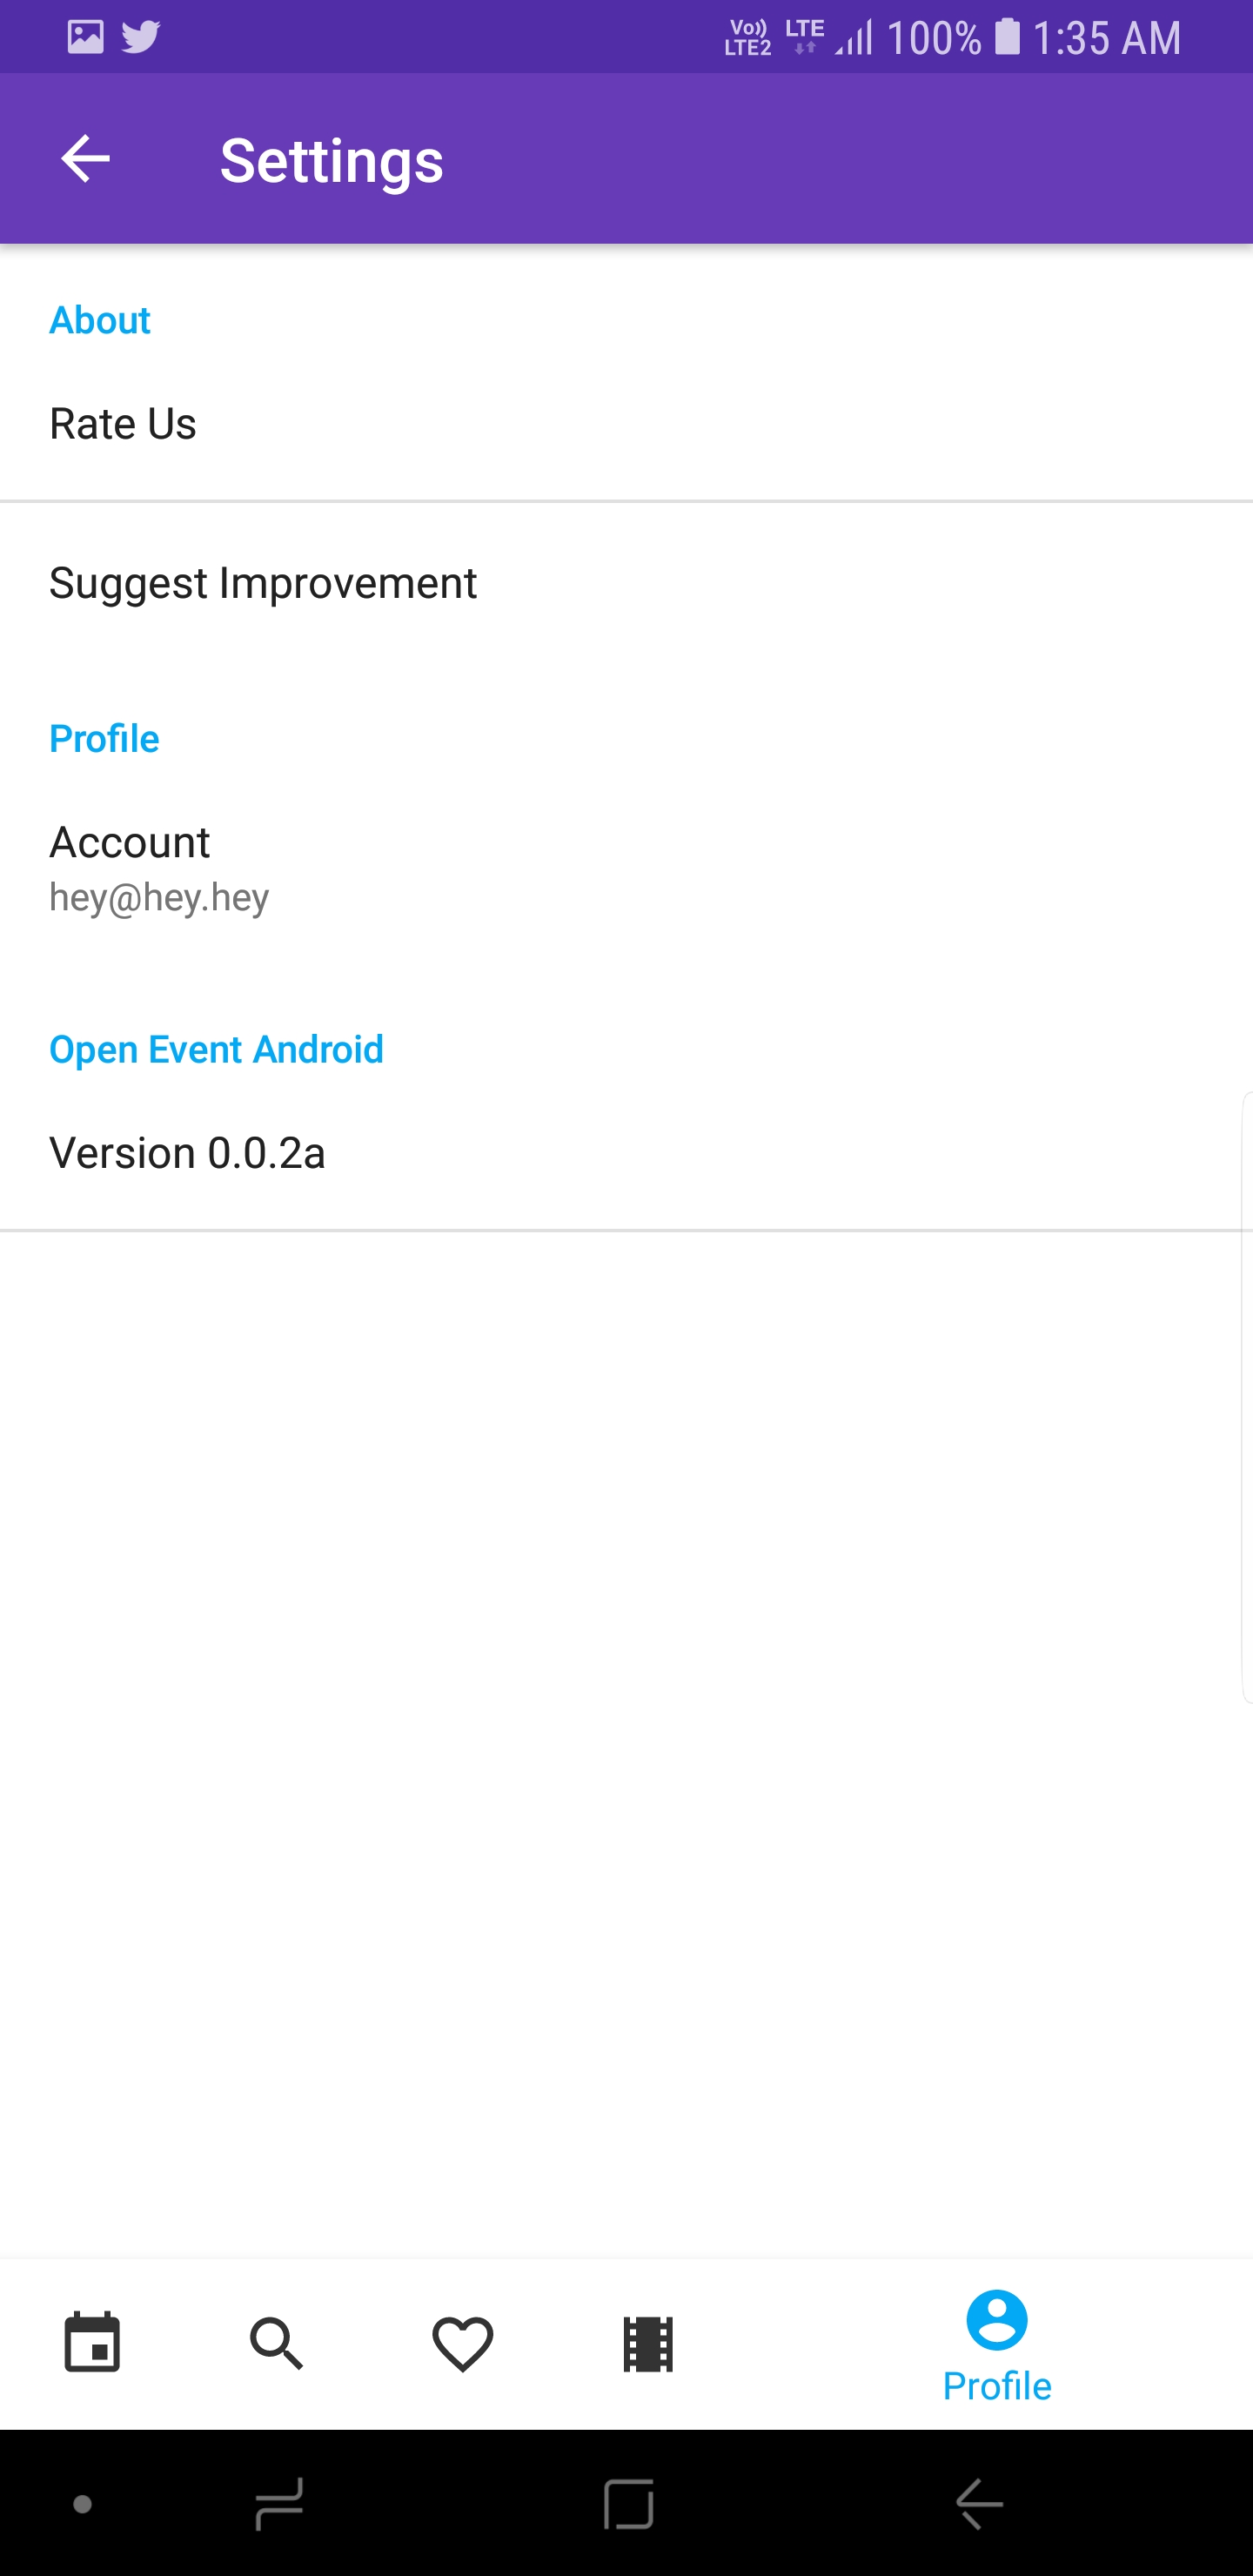 Vo)) LTE2 LTE 100% 1:35 AM
Settings
About
Rate Us
Suggest Improvement
Profile
Account
hey@hey.hey
Open Event Android
Version 0.0.2a
Profile